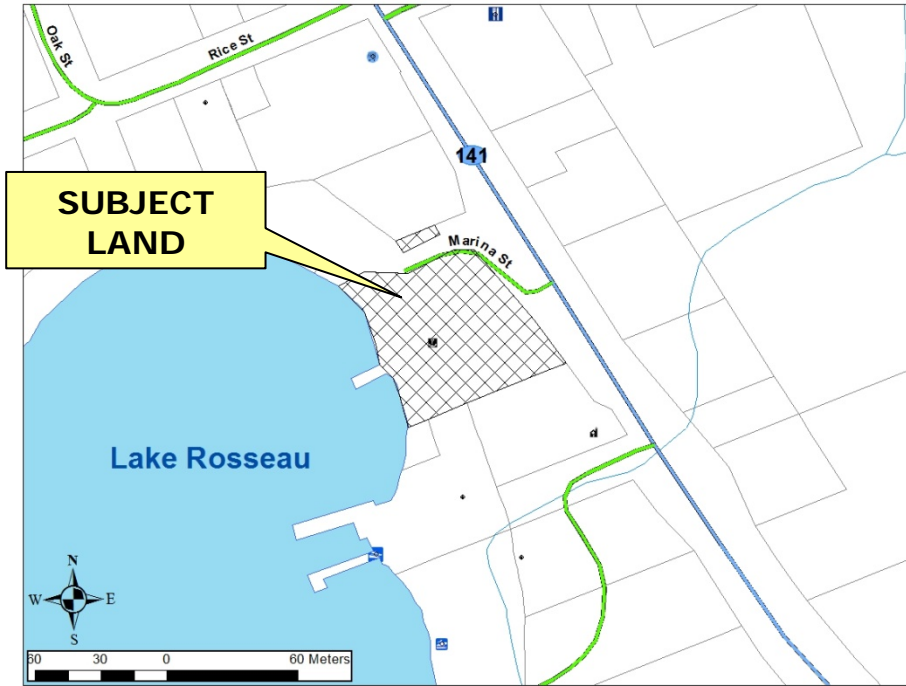 Oak St
Rice St
141
SUBJECT
LAND
Marina St
Lake Rosseau
N
W E
S
60 30 0 60 Meters